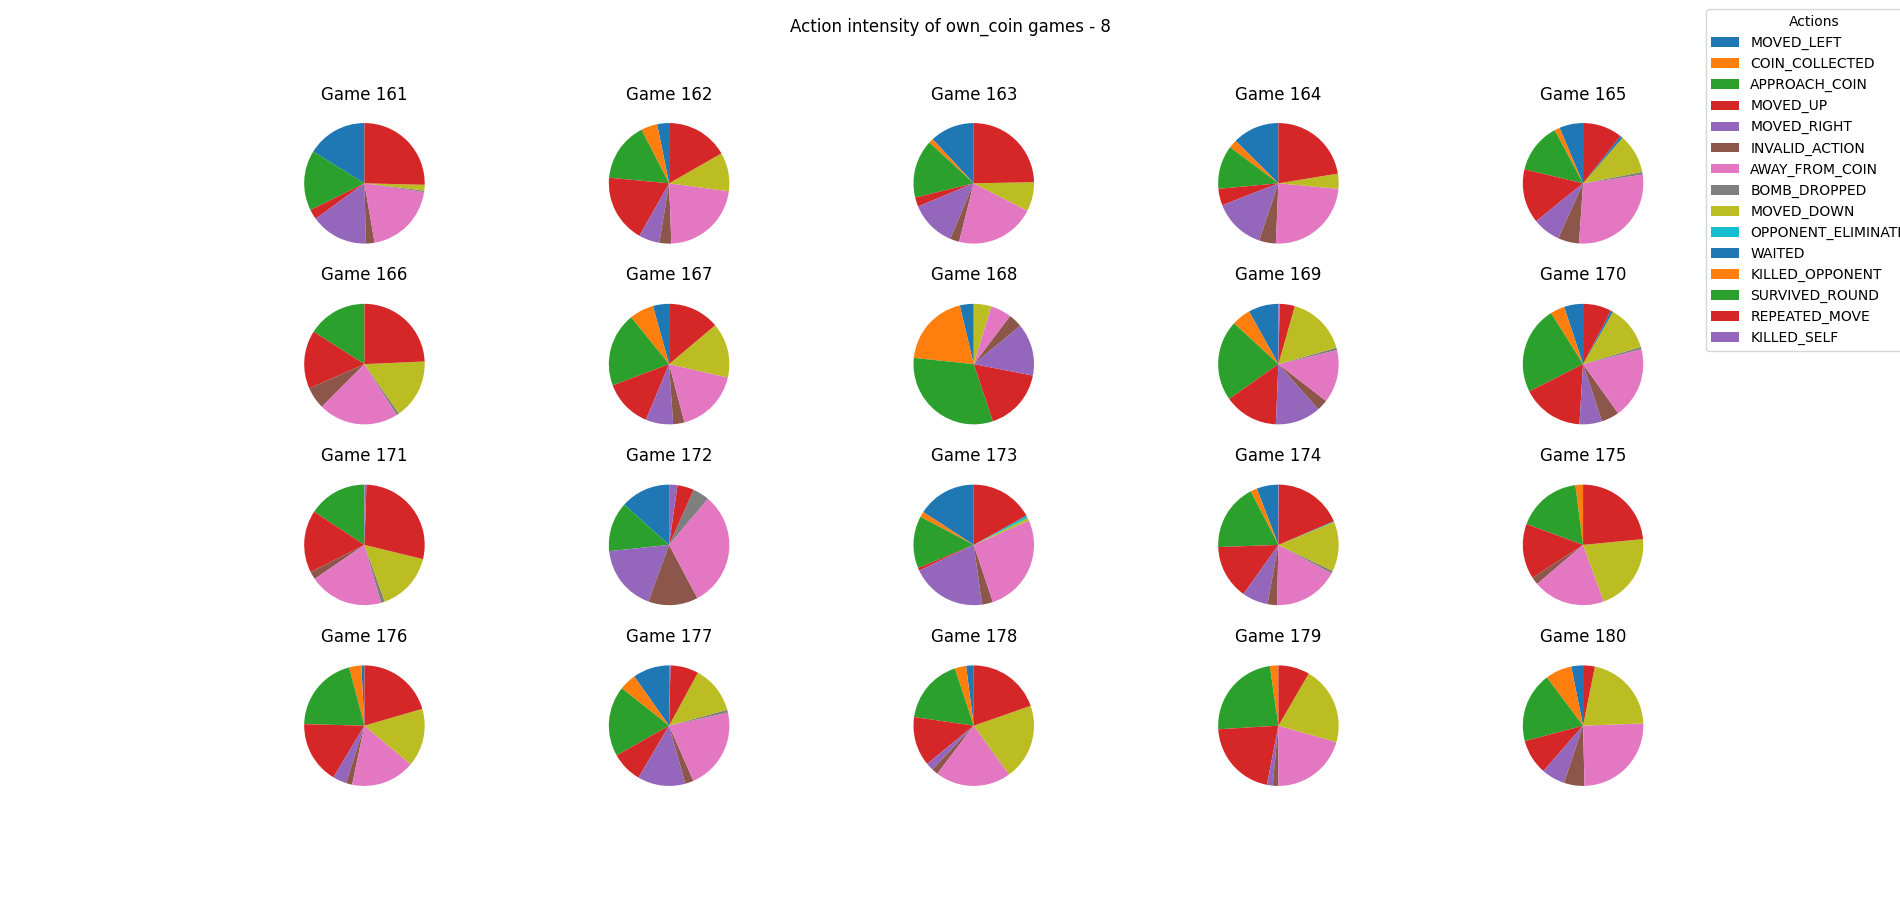 Action intensity of own_coin games - 8
Actions
MOVED_LEFT
COIN_COLLECTED
APPROACH_COIN
MOVED_UP
MOVED_RIGHT
INVALID_ACTION
AWAY_FROM_COIN
BOMB_DROPPED
MOVED_DOWN
OPPONENT_ELIMINAT
WAITED
KILLED_OPPONENT
SURVIVED_ROUND
REPEATED_MOVE
KILLED_SELF
Game 161
Game 162
Game 163
Game 164
Game 165
Game 166
Game 167
Game 168
Game 169
Game 170
Game 171
Game 172
Game 173
Game 174
Game 175
Game 176
Game 177
Game 178
Game 179
Game 180